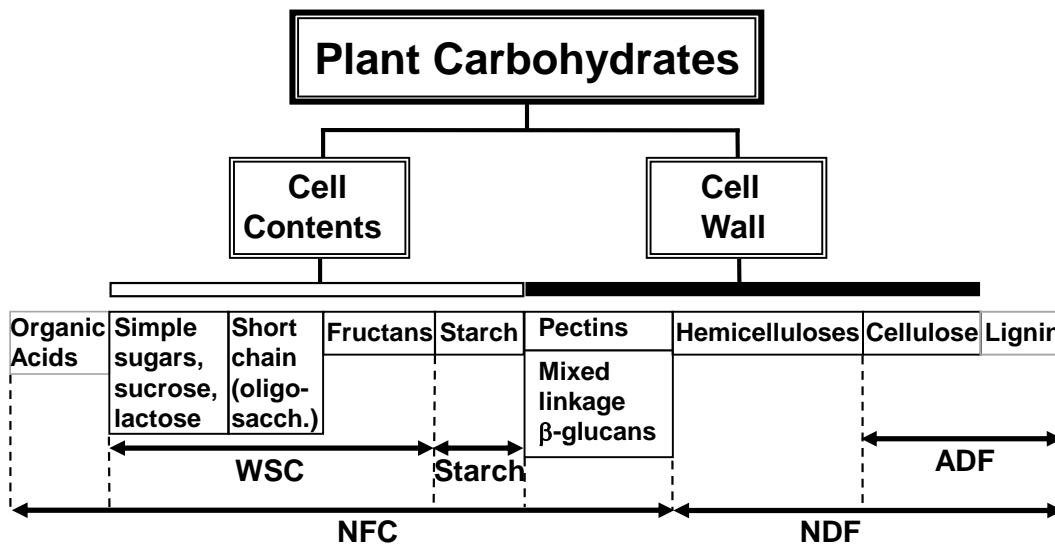 Plant Carbohydrates
Cell
Contents
Cell
Wall
Organic
Acids
Simple
sugars,
sucrose,
lactose
Short
chain
(oligo-
sacch.)
Fructans
Starch
Pectins
Mixed
linkage
β-glucans
Hemicelluloses
Cellulose
Lignin
WSC
Starch
ADF
NFC
NDF